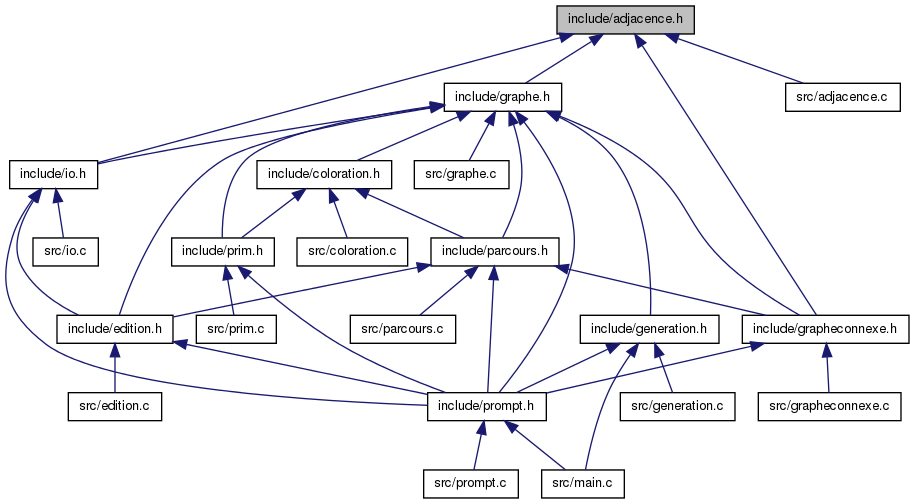 include/adjacence.h
include/graphe.h
src/adjacence.c
include/io.h
include/coloration.h
src/graphe.c
src/io.c
include/prim.h
src/coloration.c
include/parcours.h
include/edition.h
src/prim.c
src/parcours.c
include/generation.h
include/grapheconnexe.h
src/edition.c
include/prompt.h
src/generation.c
src/grapheconnexe.c
src/prompt.c
src/main.c